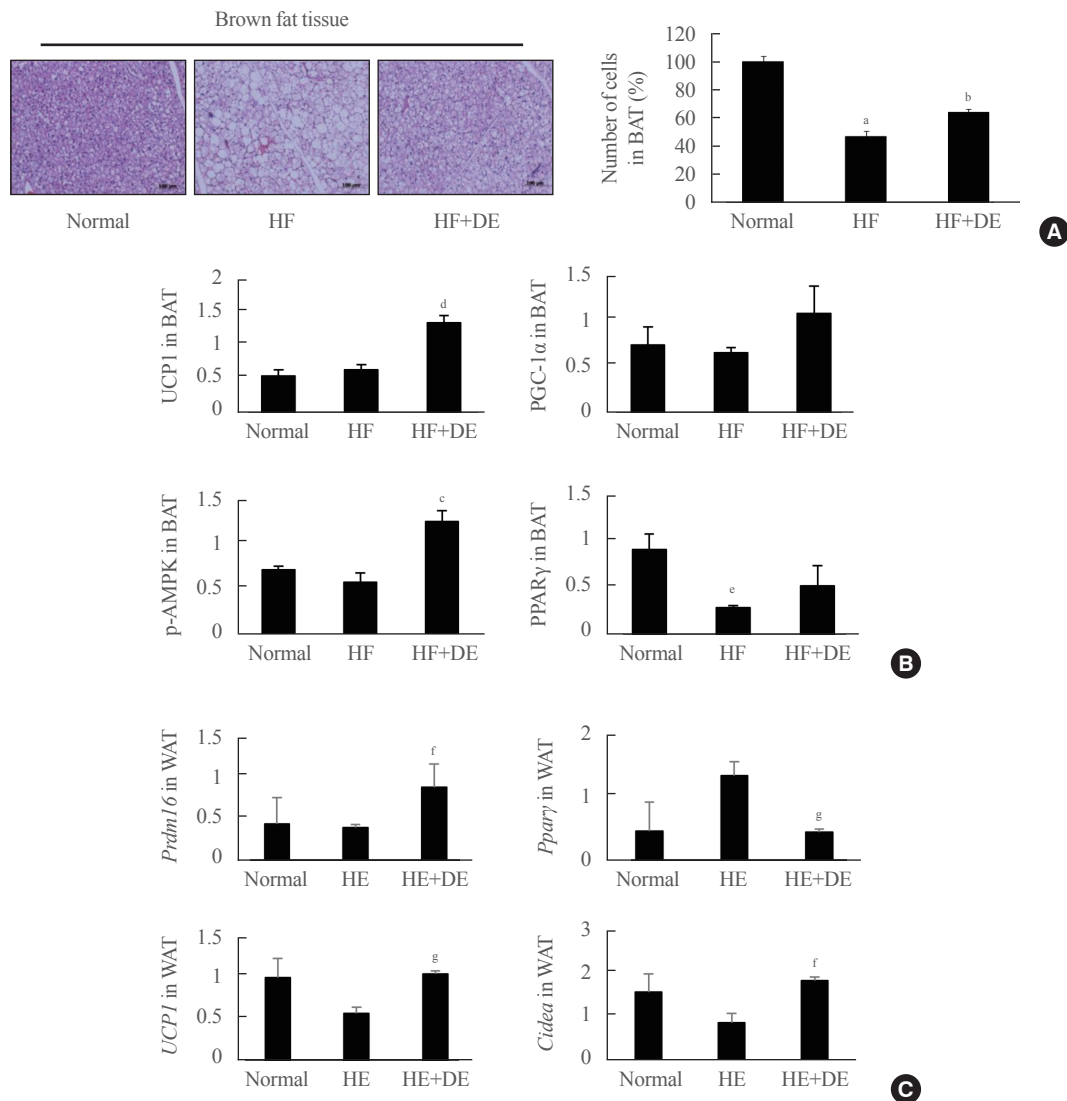 Brown fat tissue
100 µm
100 µm
100 µm
Normal
HF
HF+DE
Number of cells
in BAT (%)
120
100
80
60
40
20
0
a
b
Normal
HF
HF+DE
A
UCP1 in BAT
2
1.5
1
0.5
0
d
Normal
HF
HF+DE
PGC-1α in BAT
1.5
1
0.5
0
Normal
HF
HF+DE
p-AMPK in BAT
1.5
1
0.5
0
c
Normal
HF
HF+DE
PPARγ in BAT
1.5
1
0.5
0
e
Normal
HF
HF+DE
B
Prdm16 in WAT
1.5
1
0.5
0
f
Normal
HE
HE+DE
Pparγ in WAT
2
1
0
g
Normal
HE
HE+DE
UCP1 in WAT
1.5
1
0.5
0
g
Normal
HE
HE+DE
Cidea in WAT
3
2
1
0
f
Normal
HE
HE+DE
C